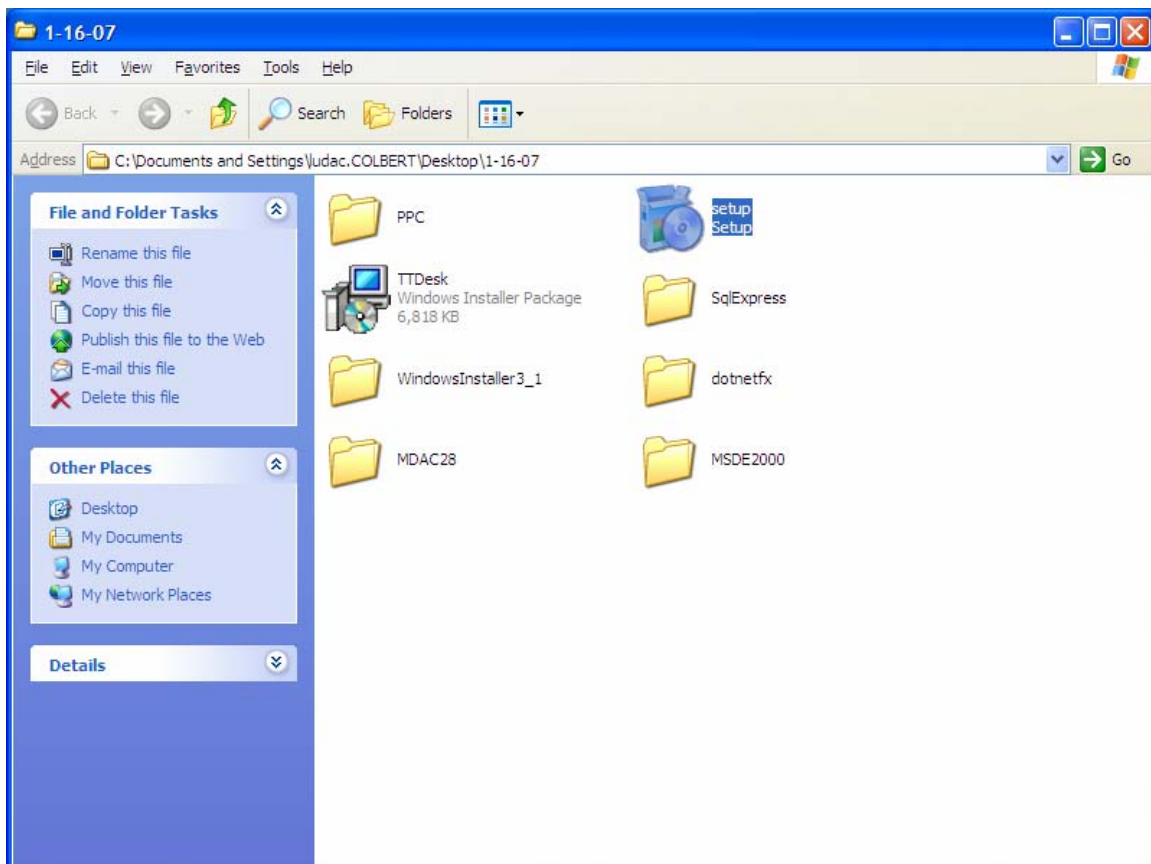 1-16-07
File Edit View Favorites Tools Help
Back Search Folders
Address C:\Documents and Settings\ludac.COLBERT\Desktop\1-16-07 Go
File and Folder Tasks
Rename this file
Move this file
Copy this file
Publish this file to the Web
E-mail this file
Delete this file
Other Places
Desktop
My Documents
My Computer
My Network Places
Details
PPC
setup
Setup
TTDesk
Windows Installer Package
6,818 KB
SqlExpress
WindowsInstaller3_1
dotnetfx
MDAC28
MSDE2000